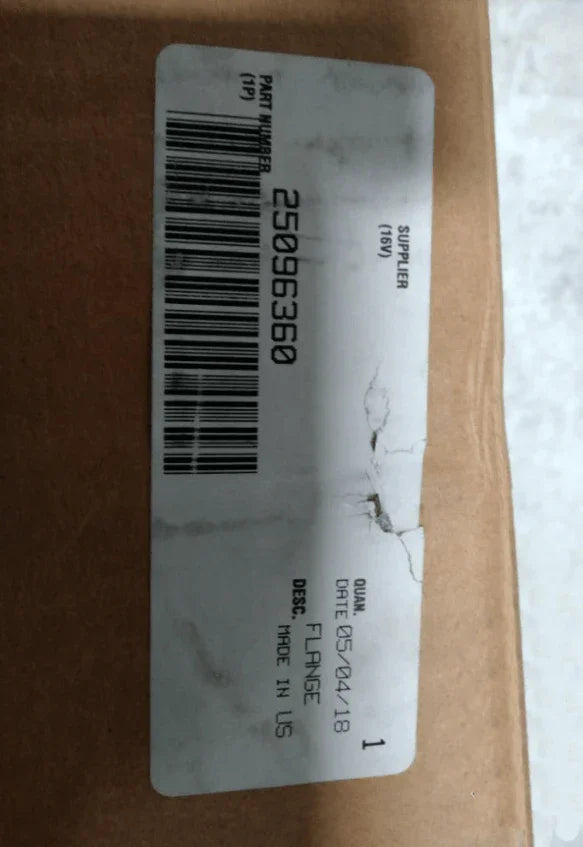 SUPPLIER
(16V)
PART NUMBER
(1P)
25096360
QUAN. 1
DATE 05/04/18
DESC. FLANGE
MADE IN US